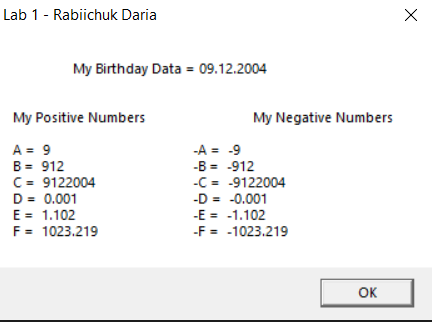 Lab 1 - Rabiichuk Daria
My Birthday Data = 09.12.2004
My Positive Numbers My Negative Numbers
A = 9 -A = -9
B = 912 -B = -912
C = 9122004 -C = -9122004
D = 0.001 -D = -0.001
E = 1.102 -E = -1.102
F = 1023.219 -F = -1023.219
OK